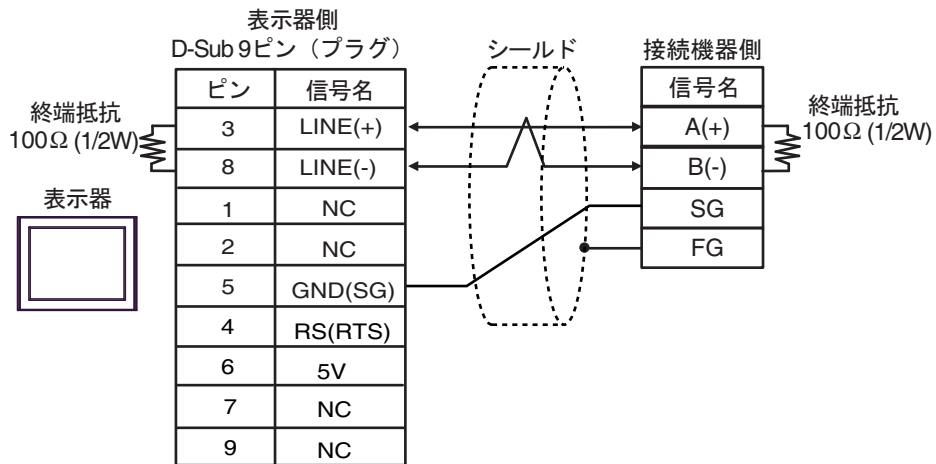 表示器側
D-Sub 9ピン（プラグ）
シールド
接続機器側
ピン 信号名
信号名
終端抵抗
100Ω (1/2W)
3 LINE(+)
A(+)
終端抵抗
100Ω (1/2W)
8 LINE(-)
B(-)
表示器
1 NC
SG
2 NC
FG
5 GND(SG)
4 RS(RTS)
6 5V
7 NC
9 NC